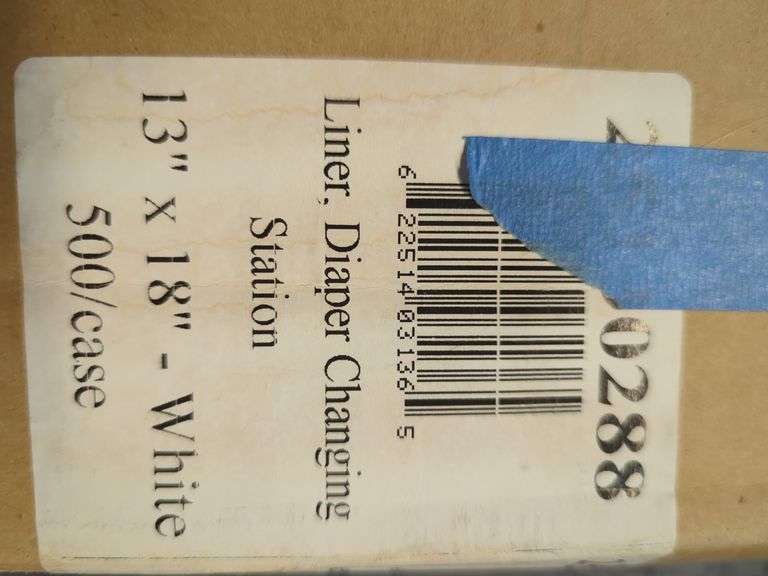 0288
6 22514 03136 5
Liner, Diaper Changing
Station
13" x 18" - White
500/case